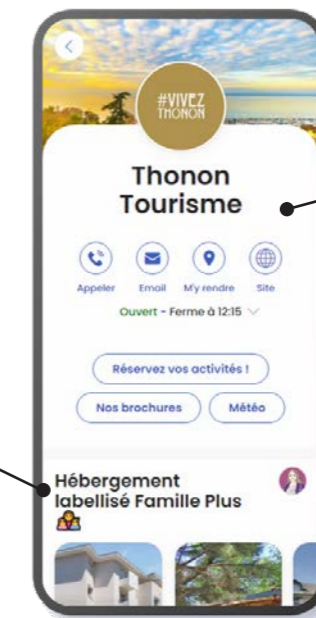 #VIVEZ
THONON
Thonon
Tourisme
Appeler Email M'y rendre Site
Ouvert - Ferme à 12:15
Réservez vos activités !
Nos brochures Météo
Hébergement
labellisé Famille Plus